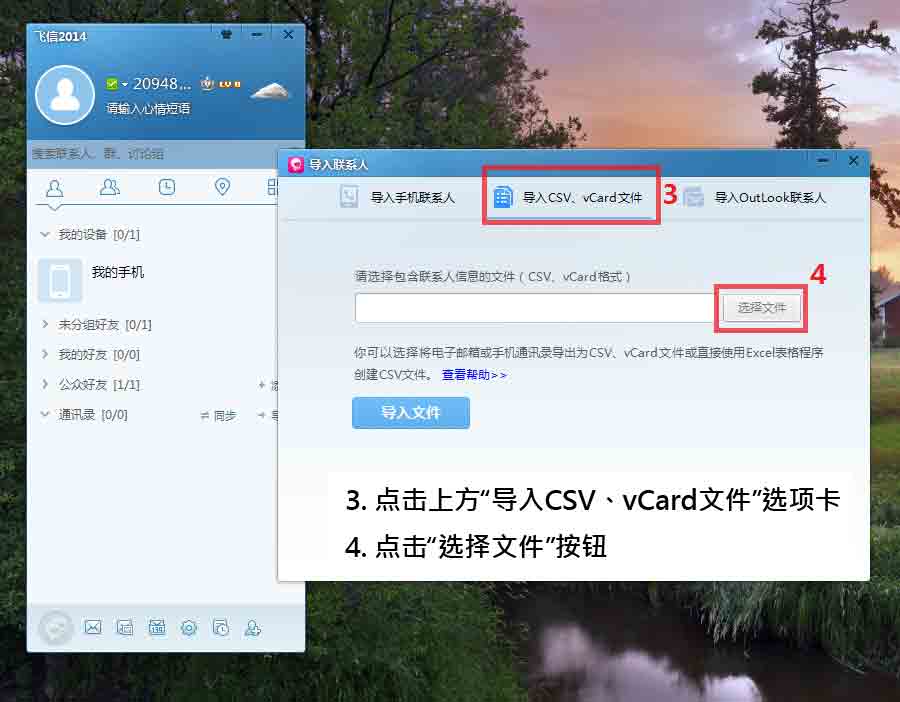 飞信2014
20948...
LV 0
请输入心情短语
搜索联系人、群、讨论组
我的设备 [0/1]
我的手机
未分组好友 [0/1]
我的好友 [0/0]
公众好友 [1/1]
通讯录 [0/0]
同步
139
导入联系人
导入手机联系人
导入CSV、vCard文件
3
导入OutLook联系人
请选择包含联系人信息的文件（CSV、vCard格式）
4
选择文件
你可以选择将电子邮箱或手机通讯录导出为CSV、vCard文件或直接使用Excel表格程序
创建CSV文件。 查看帮助>>
导入文件
3. 点击上方“导入CSV、vCard文件”选项卡
4. 点击“选择文件”按钮